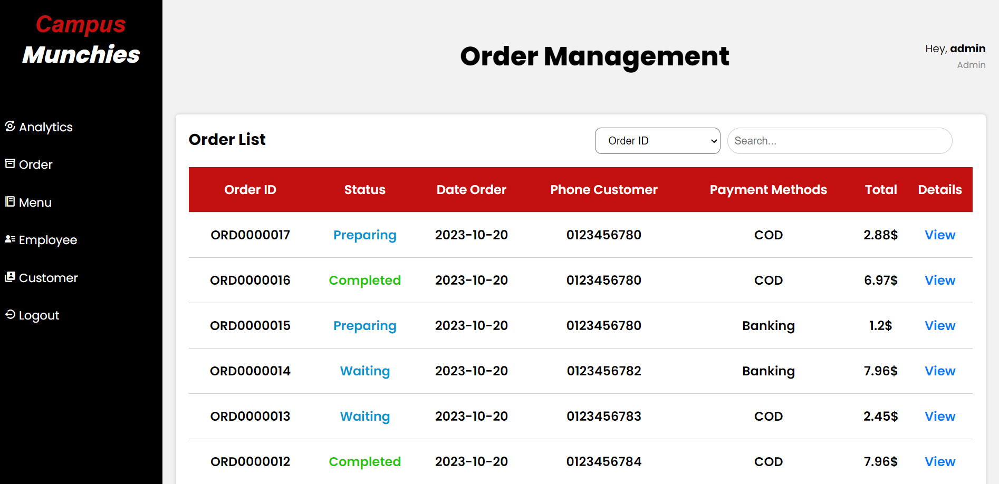 Campus
Munchies
Analytics
Order
Menu
Employee
Customer
Logout
Order Management
Hey, admin
Admin
Order List
Order ID
Search...
Order ID Status Date Order Phone Customer Payment Methods Total Details
ORD0000017 Preparing 2023-10-20 0123456780 COD 2.88$ View
ORD0000016 Completed 2023-10-20 0123456780 COD 6.97$ View
ORD0000015 Preparing 2023-10-20 0123456780 Banking 1.2$ View
ORD0000014 Waiting 2023-10-20 0123456782 Banking 7.96$ View
ORD0000013 Waiting 2023-10-20 0123456783 COD 2.45$ View
ORD0000012 Completed 2023-10-20 0123456784 COD 7.96$ View